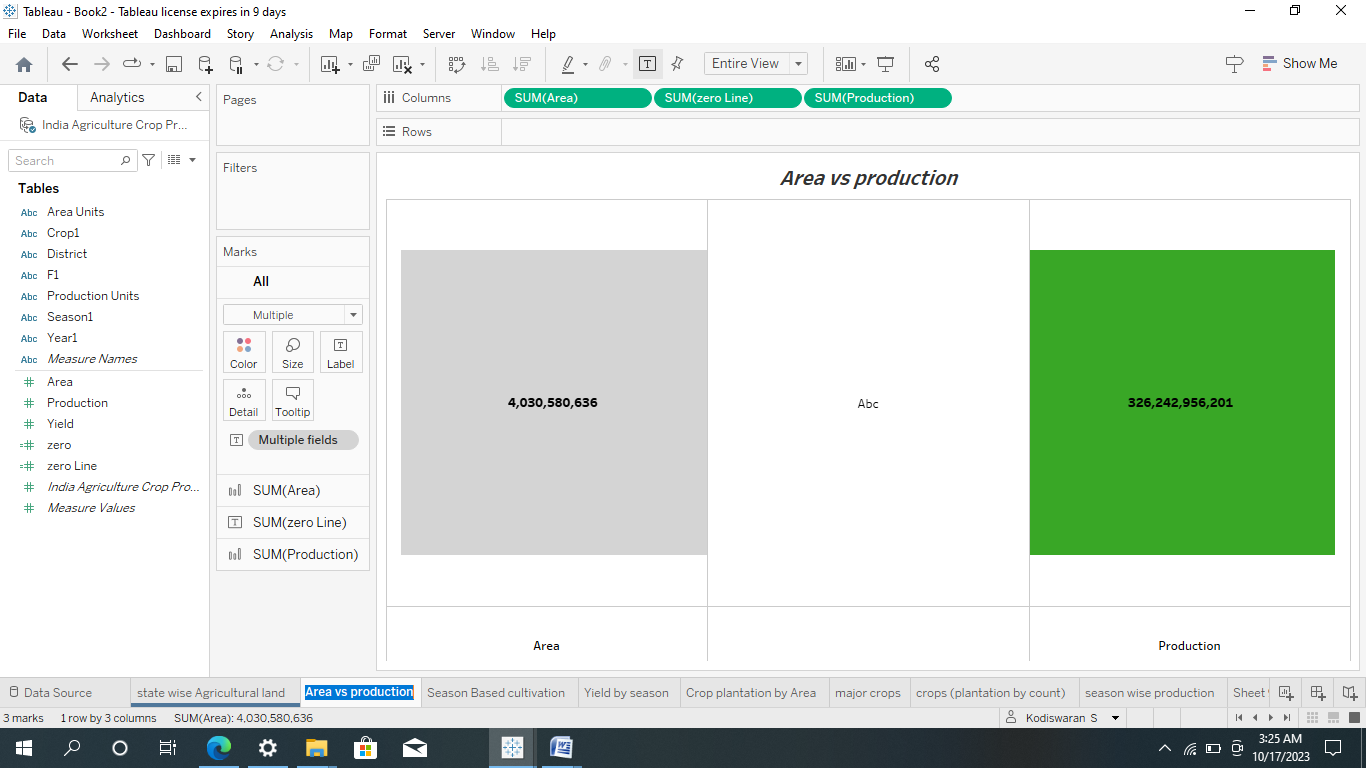 Tableau - Book2 - Tableau license expires in 9 days
File Data Worksheet Dashboard Story Analysis Map Format Server Window Help
Entire View
Show Me
Data Analytics
India Agriculture Crop Pr...
Search
Tables
Abc Area Units
Abc Crop1
Abc District
Abc F1
Abc Production Units
Abc Season1
Abc Year1
Abc Measure Names
# Area
# Production
# Yield
=# zero
=# zero Line
# India Agriculture Crop Pro...
# Measure Values
Pages
Filters
Marks
All
Multiple
Color Size Label
Detail Tooltip
Multiple fields
SUM(Area)
SUM(zero Line)
SUM(Production)
Columns SUM(Area) SUM(zero Line) SUM(Production)
Rows
Area vs production
4,030,580,636 Abc 326,242,956,201
Area Production
Data Source state wise Agricultural land Area vs production Season Based cultivation Yield by season Crop plantation by Area major crops crops (plantation by count) season wise production Sheet
3 marks 1 row by 3 columns SUM(Area): 4,030,580,636 Kodiswaran S
3:25 AM
10/17/2023